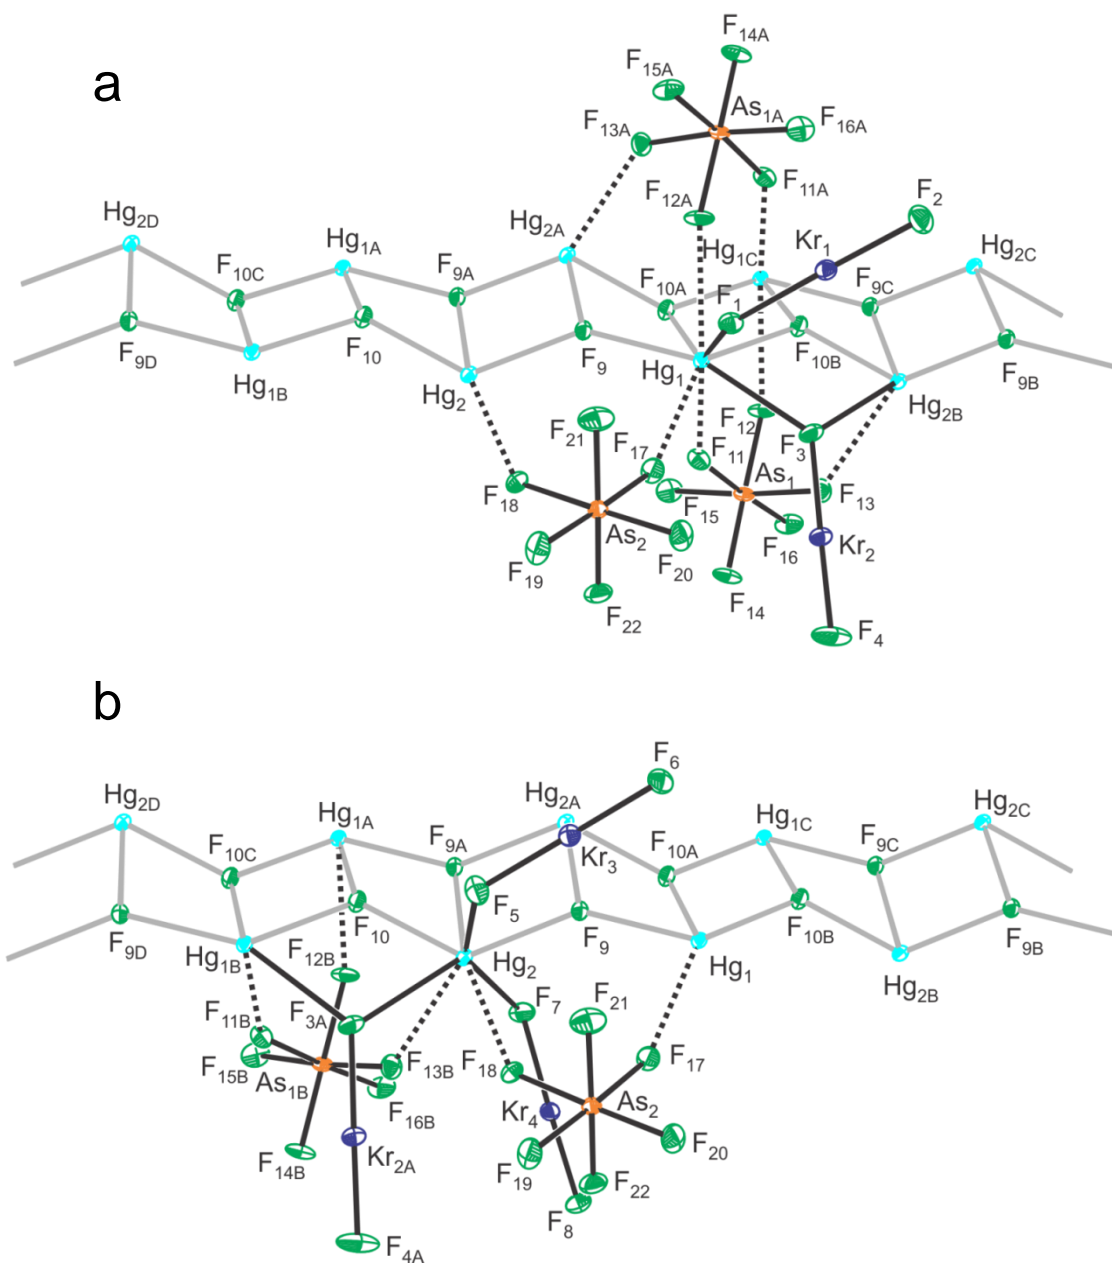 a
F14A
F15A
As1A
F13A
F16A
F12A
F11A
F2
Hg2D
Hg2A
Hg1C
Kr1
Hg2C
Hg1A
F10C
F9A
F10A
F1
F9C
F9D
Hg1B
F10
Hg2
F9
Hg1
F10B
Hg2B
F9B
F21
F17
F12
F11
F3
F18
As1
F13
F15
As2
F16
Kr2
F19
F20
F14
F22
F4
b
F6
Hg2D
Hg1A
Hg2A
Hg1C
Hg2C
F10C
F9A
Kr3
F10A
F9C
F5
F9D
F10
F9
F10B
F9B
Hg1B
F12B
Hg2
Hg1
Hg2B
F7
F21
F11B
F3A
F15B
F13B
F18
F17
As1B
F16B
Kr4
As2
F14B
Kr2A
F19
F20
F22
F8
F4A